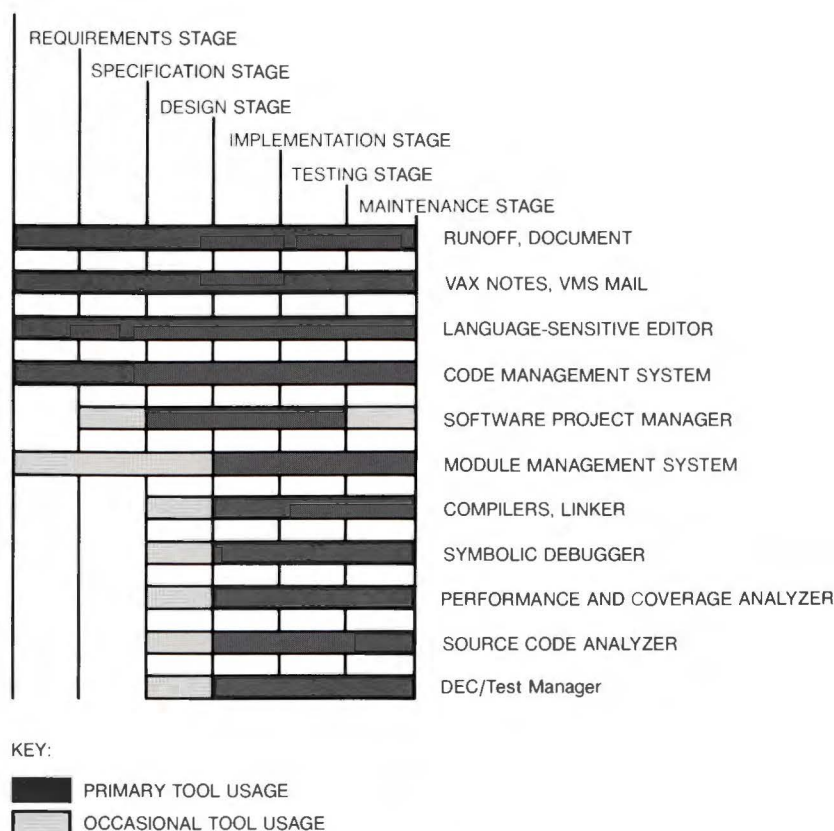 REQUIREMENTS STAGE
SPECIFICATION STAGE
DESIGN STAGE
IMPLEMENTATION STAGE
TESTING STAGE
MAINTENANCE STAGE
RUNOFF, DOCUMENT
VAX NOTES, VMS MAIL
LANGUAGE-SENSITIVE EDITOR
CODE MANAGEMENT SYSTEM
SOFTWARE PROJECT MANAGER
MODULE MANAGEMENT SYSTEM
COMPILERS, LINKER
SYMBOLIC DEBUGGER
PERFORMANCE AND COVERAGE ANALYZER
SOURCE CODE ANALYZER
DEC/Test Manager
KEY:
PRIMARY TOOL USAGE
OCCASIONAL TOOL USAGE